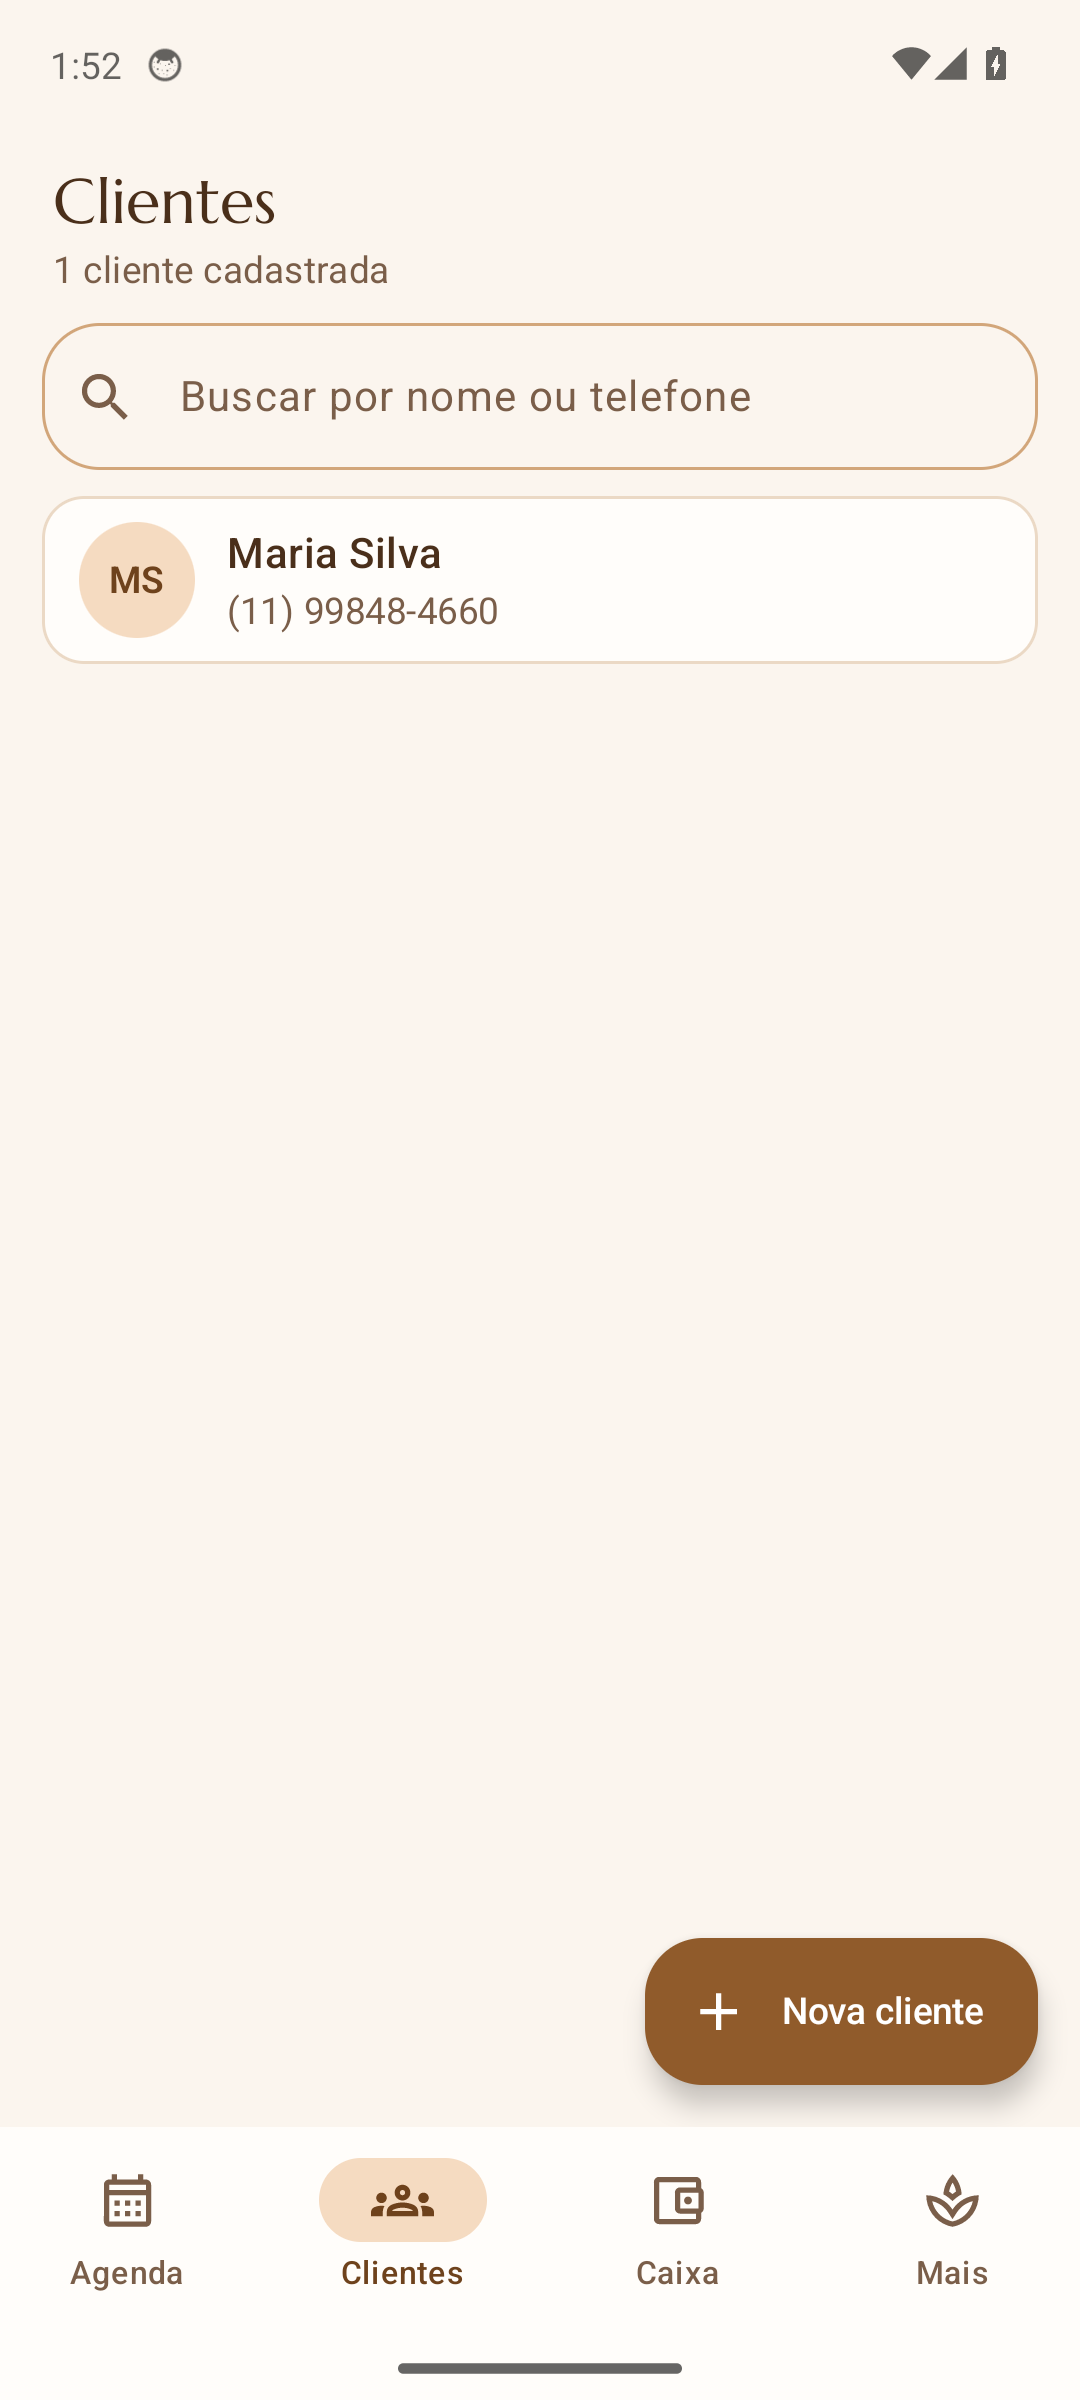 1:52
Clientes
1 cliente cadastrada
Buscar por nome ou telefone
MS
Maria Silva
(11) 99848-4660
Nova cliente
Agenda
Clientes
Caixa
Mais